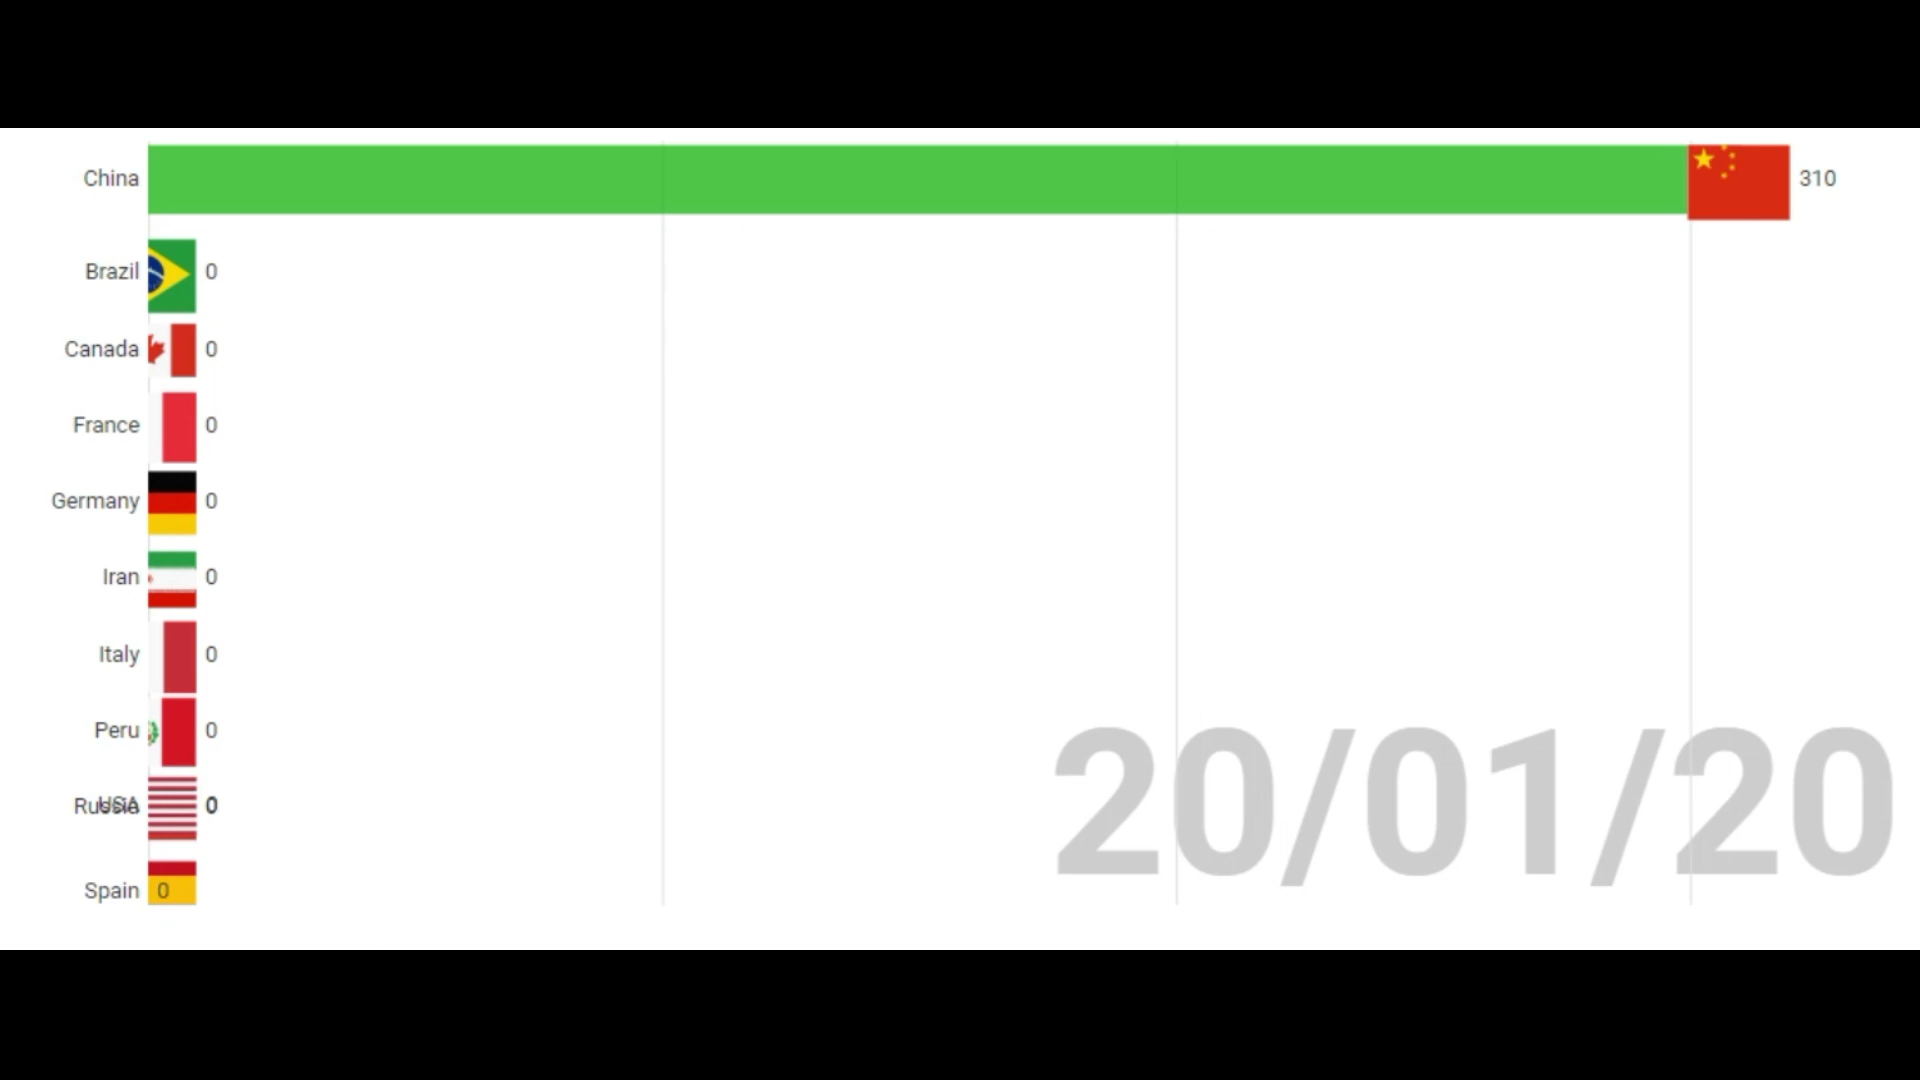 China 310
Brazil 0
Canada 0
France 0
Germany 0
Iran 0
Italy 0
Peru 0
Russia 0
Spain 0
20/01/20